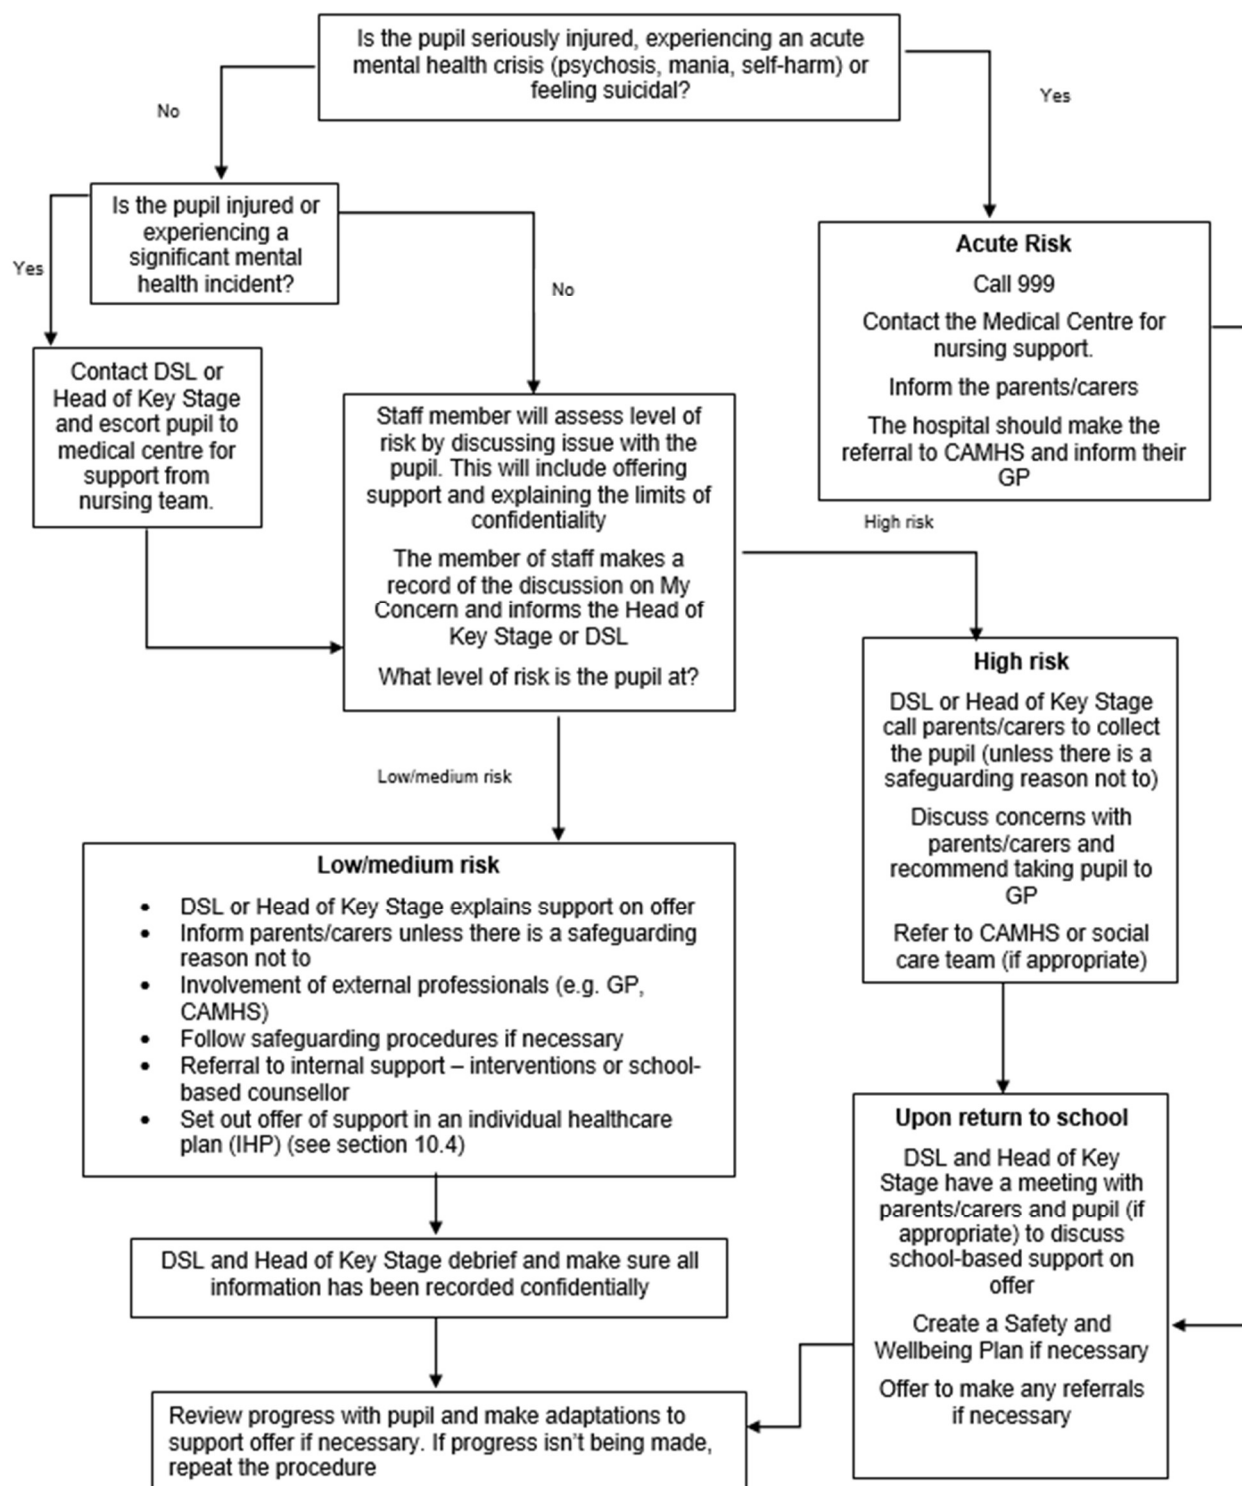 Is the pupil seriously injured, experiencing an acute
mental health crisis (psychosis, mania, self-harm) or
feeling suicidal?
No
Yes
Is the pupil injured or
experiencing a
significant mental
health incident?
Yes
No
Acute Risk
Call 999
Contact the Medical Centre for
nursing support.
Inform the parents/carers
The hospital should make the
referral to CAMHS and inform their
GP
Contact DSL or
Head of Key Stage
and escort pupil to
medical centre for
support from
nursing team.
Staff member will assess level of
risk by discussing issue with the
pupil. This will include offering
support and explaining the limits of
confidentiality
The member of staff makes a
record of the discussion on My
Concern and informs the Head of
Key Stage or DSL
What level of risk is the pupil at?
High risk
High risk
DSL or Head of Key Stage
call parents/carers to collect
the pupil (unless there is a
safeguarding reason not to)
Discuss concerns with
parents/carers and
recommend taking pupil to
GP
Refer to CAMHS or social
care team (if appropriate)
Low/medium risk
Low/medium risk
• DSL or Head of Key Stage explains support on offer
• Inform parents/carers unless there is a safeguarding
reason not to
• Involvement of external professionals (e.g. GP,
CAMHS)
• Follow safeguarding procedures if necessary
• Referral to internal support – interventions or school-
based counsellor
• Set out offer of support in an individual healthcare
plan (IHP) (see section 10.4)
Upon return to school
DSL and Head of Key
Stage have a meeting with
parents/carers and pupil (if
appropriate) to discuss
school-based support on
offer
Create a Safety and
Wellbeing Plan if necessary
Offer to make any referrals
if necessary
DSL and Head of Key Stage debrief and make sure all
information has been recorded confidentially
Review progress with pupil and make adaptations to
support offer if necessary. If progress isn't being made,
repeat the procedure